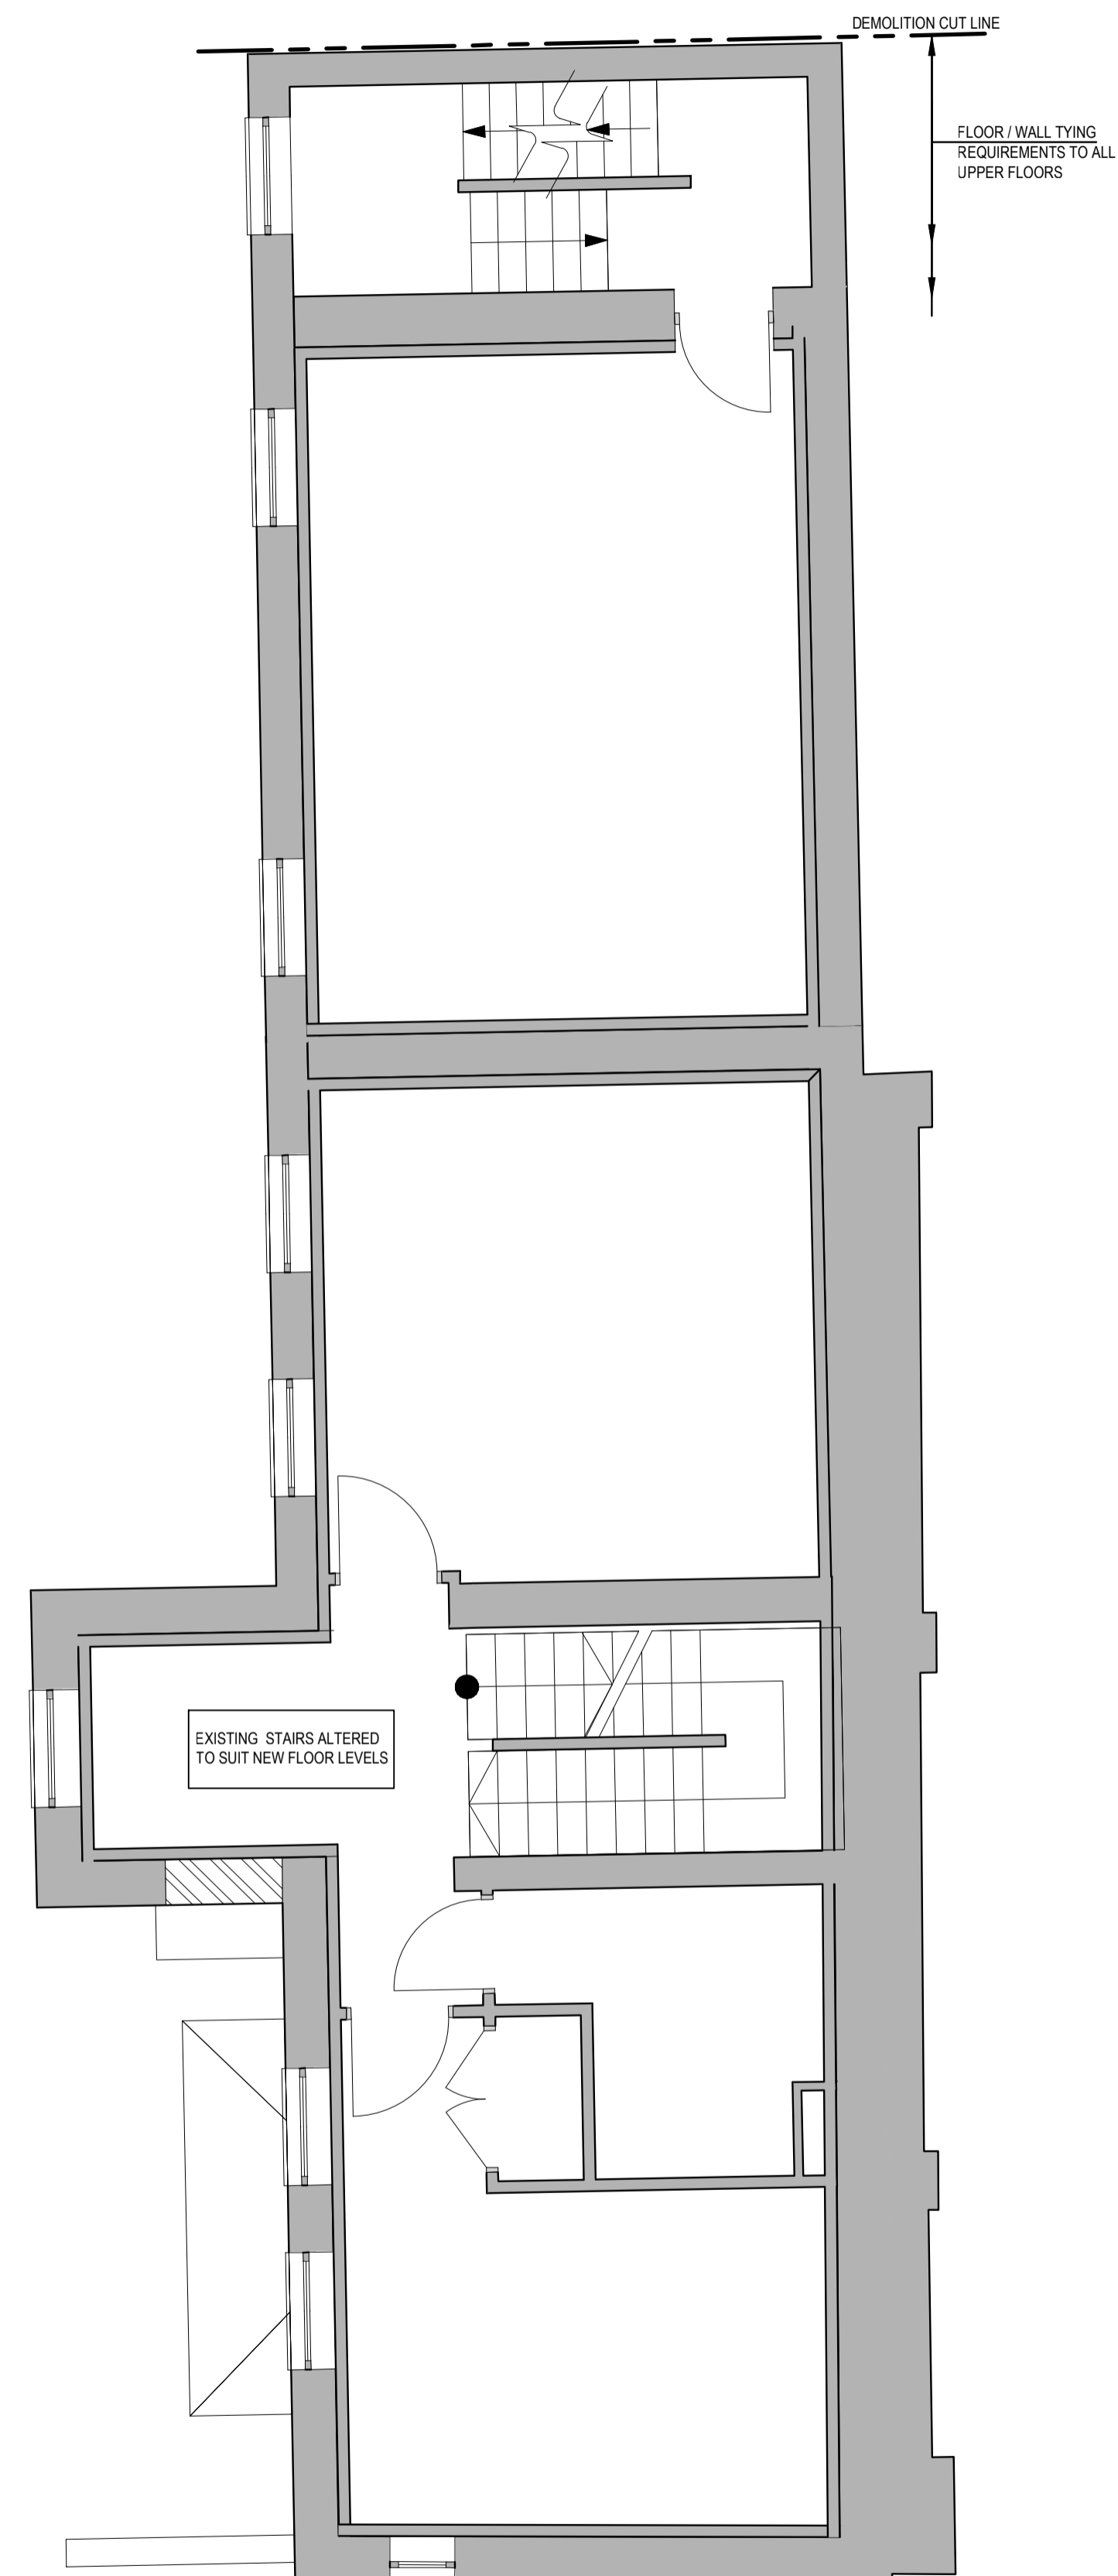 DEMOLITION CUT LINE
FLOOR / WALL TYING
REQUIREMENTS TO ALL
UPPER FLOORS
EXISTING STAIRS ALTERED
TO SUIT NEW FLOOR LEVELS